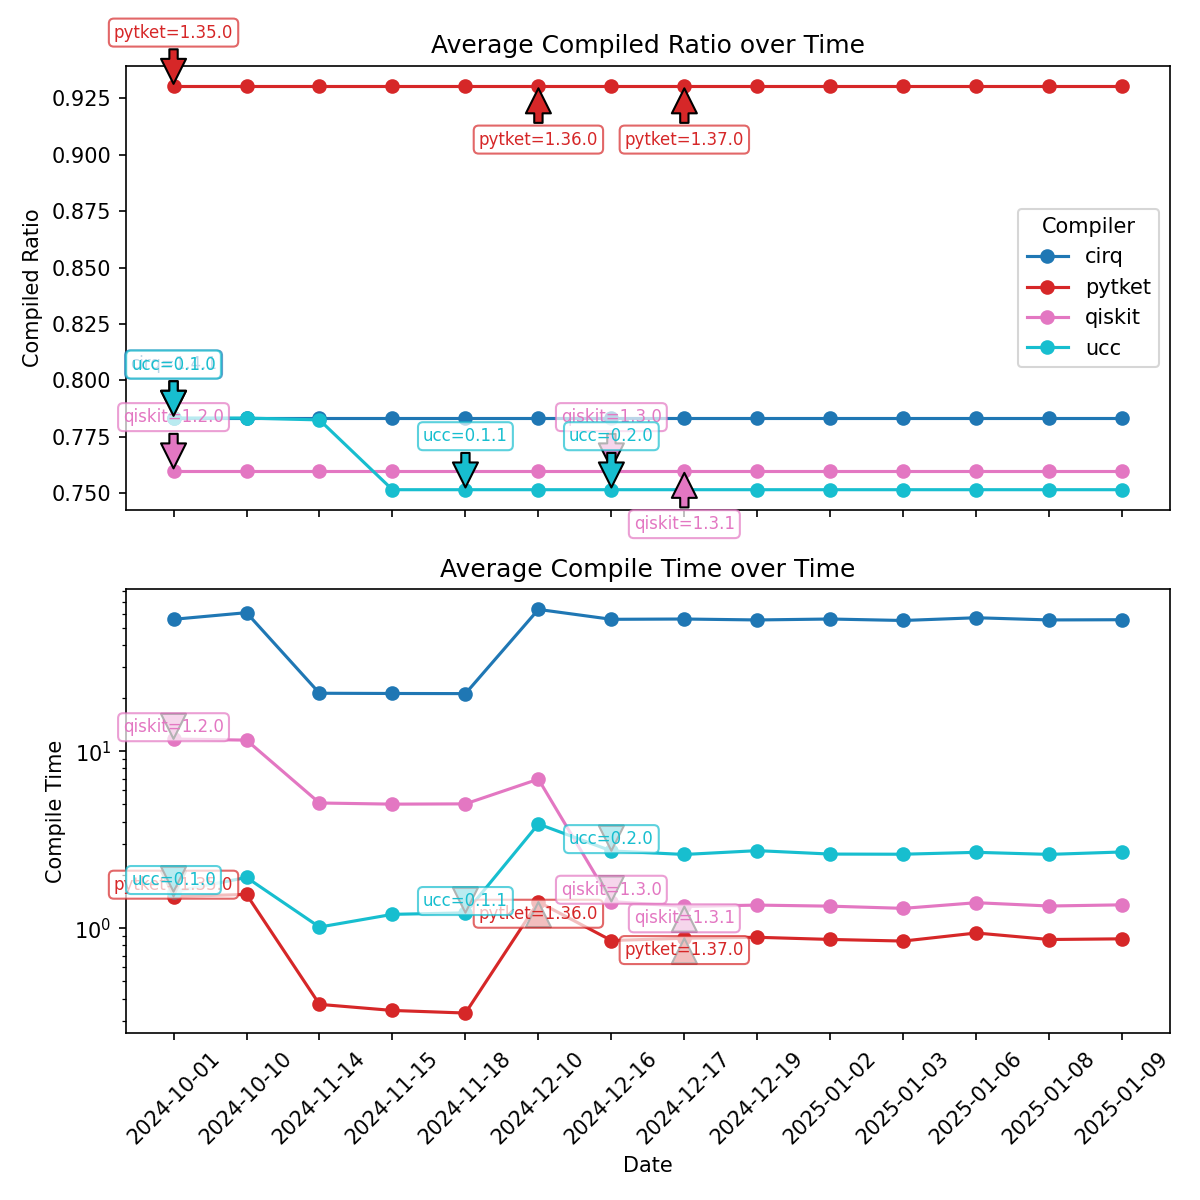 pytket=1.35.0
Average Compiled Ratio over Time
0.925
0.900
0.875
0.850
0.825
0.800
0.775
0.750
Compiled Ratio
pytket=1.36.0
pytket=1.37.0
Compiler
cirq
pytket
qiskit
ucc
ucc=0.1.0
qiskit=1.2.0
qiskit=1.3.0
ucc=0.1.1
ucc=0.2.0
qiskit=1.3.1
Average Compile Time over Time
10¹
10⁰
Compile Time
qiskit=1.2.0
ucc=0.2.0
ucc=0.1.0
pytket=1.35.0
qiskit=1.3.0
ucc=0.1.1
pytket=1.36.0
qiskit=1.3.1
pytket=1.37.0
2024-10-01
2024-10-10
2024-11-14
2024-11-15
2024-11-18
2024-12-10
2024-12-16
2024-12-17
2024-12-19
2025-01-02
2025-01-03
2025-01-06
2025-01-08
2025-01-09
Date